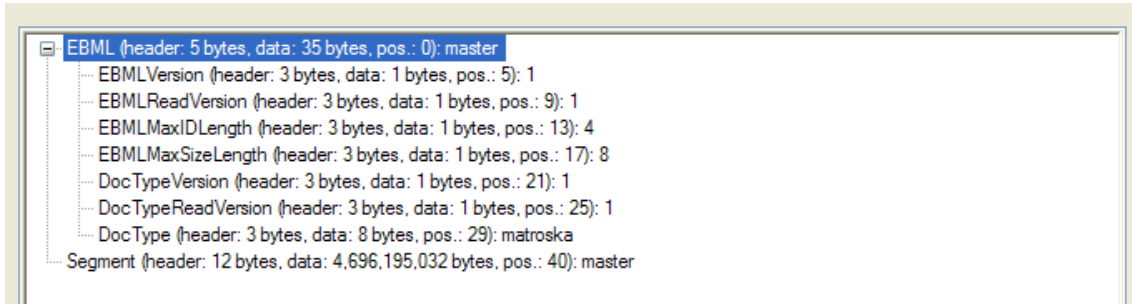 EBML (header: 5 bytes, data: 35 bytes, pos.: 0): master
EBMLVersion (header: 3 bytes, data: 1 bytes, pos.: 5): 1
EBMLReadVersion (header: 3 bytes, data: 1 bytes, pos.: 9): 1
EBMLMaxIDLength (header: 3 bytes, data: 1 bytes, pos.: 13): 4
EBMLMaxSizeLength (header: 3 bytes, data: 1 bytes, pos.: 17): 8
DocTypeVersion (header: 3 bytes, data: 1 bytes, pos.: 21): 1
DocTypeReadVersion (header: 3 bytes, data: 1 bytes, pos.: 25): 1
DocType (header: 3 bytes, data: 8 bytes, pos.: 29): matroska
Segment (header: 12 bytes, data: 4,696,195,032 bytes, pos.: 40): master